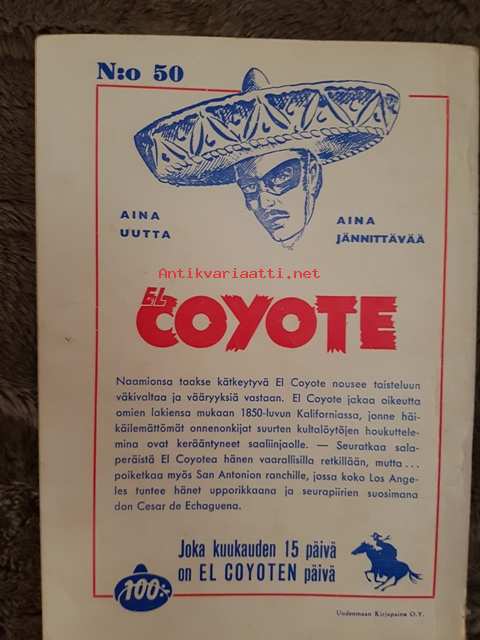 N:o 50
AINA
UUTTA
AINA
JÄNNITTÄVÄÄ
Antikvariaatti.net
EL
COYOTE
Naamionsa taakse kätkeytyvä El Coyote nousee taisteluun
väkivaltaa ja vääryyksiä vastaan. El Coyote jakaa oikeutta
omien lakiensa mukaan 1850-luvun Kaliforniassa, jonne häi-
käilemättömät onnenonkijat suurten kultalöytöjen houkuttele-
mina ovat kerääntyneet saaliinjaolle. — Seuratkaa sala-
peräistä El Coyotea hänen vaarallisilla retkillään, mutta ...
poiketkaa myös San Antonion ranchille, jossa koko Los Ange-
les tuntee hänet upporikkaana ja seurapiirien suosimana
don Cesar de Echaguena.
Joka kuukauden 15 päivä
on EL COYOTEN päivä
100:-
Uudenmaan Kirjapaino O.Y.